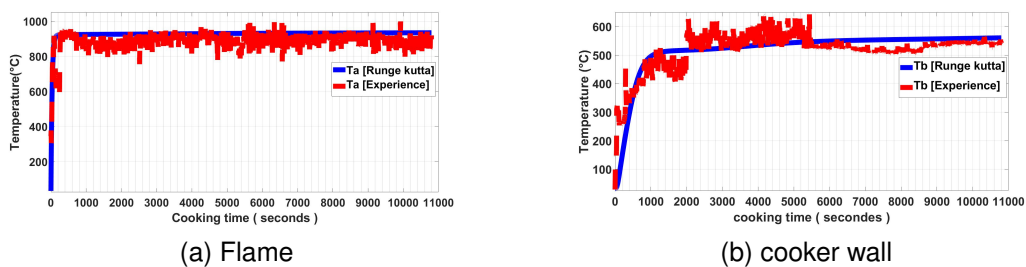 1000
800
600
400
200
Temperature(°C)
Ta [Runge kutta]
Ta [Experience]
0 1000 2000 3000 4000 5000 6000 7000 8000 9000 10000 11000
Cooking time ( seconds )
(a) Flame
600
500
400
300
200
100
Temperature (°C)
Tb [Runge kutta]
Tb [Experience]
0 1000 2000 3000 4000 5000 6000 7000 8000 9000 10000 11000
cooking time ( secondes )
(b) cooker wall